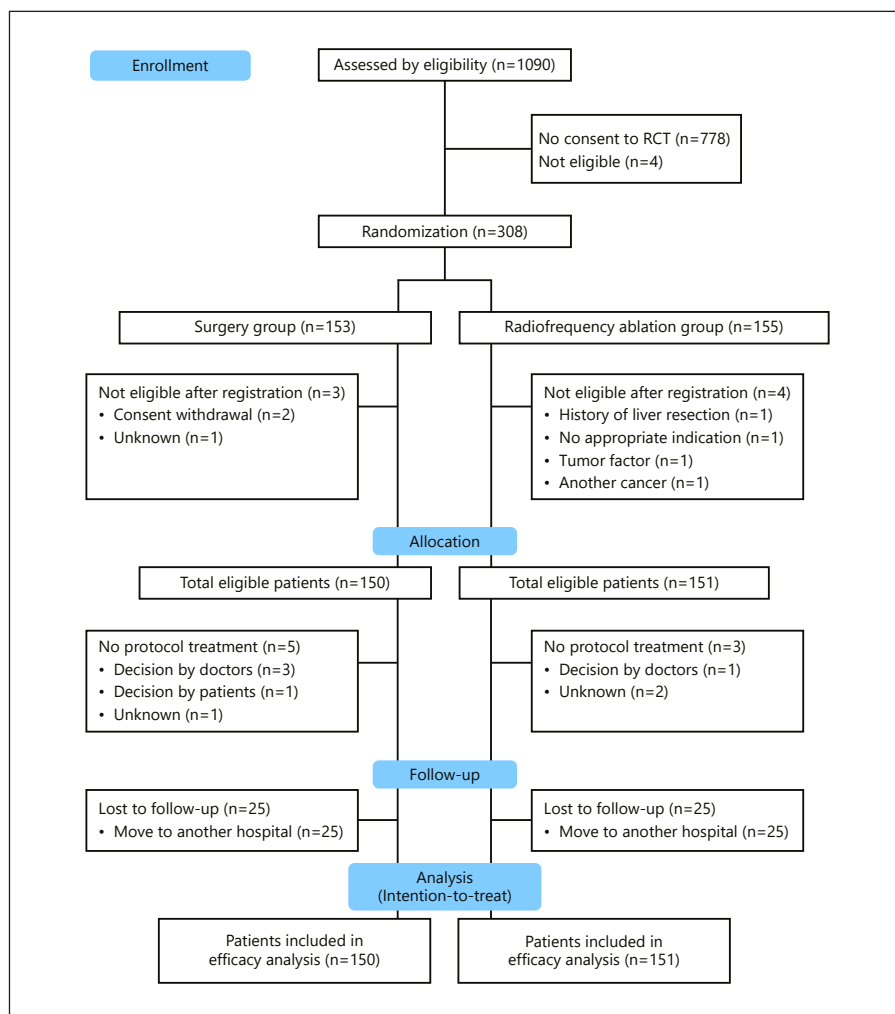 Enrollment
Assessed by eligibility (n=1090)
No consent to RCT (n=778)
Not eligible (n=4)
Randomization (n=308)
Surgery group (n=153)
Radiofrequency ablation group (n=155)
Not eligible after registration (n=3)
• Consent withdrawal (n=2)
• Unknown (n=1)
Not eligible after registration (n=4)
• History of liver resection (n=1)
• No appropriate indication (n=1)
• Tumor factor (n=1)
• Another cancer (n=1)
Allocation
Total eligible patients (n=150)
Total eligible patients (n=151)
No protocol treatment (n=5)
• Decision by doctors (n=3)
• Decision by patients (n=1)
• Unknown (n=1)
No protocol treatment (n=3)
• Decision by doctors (n=1)
• Unknown (n=2)
Follow-up
Lost to follow-up (n=25)
• Move to another hospital (n=25)
Lost to follow-up (n=25)
• Move to another hospital (n=25)
Analysis
(Intention-to-treat)
Patients included in
efficacy analysis (n=150)
Patients included in
efficacy analysis (n=151)